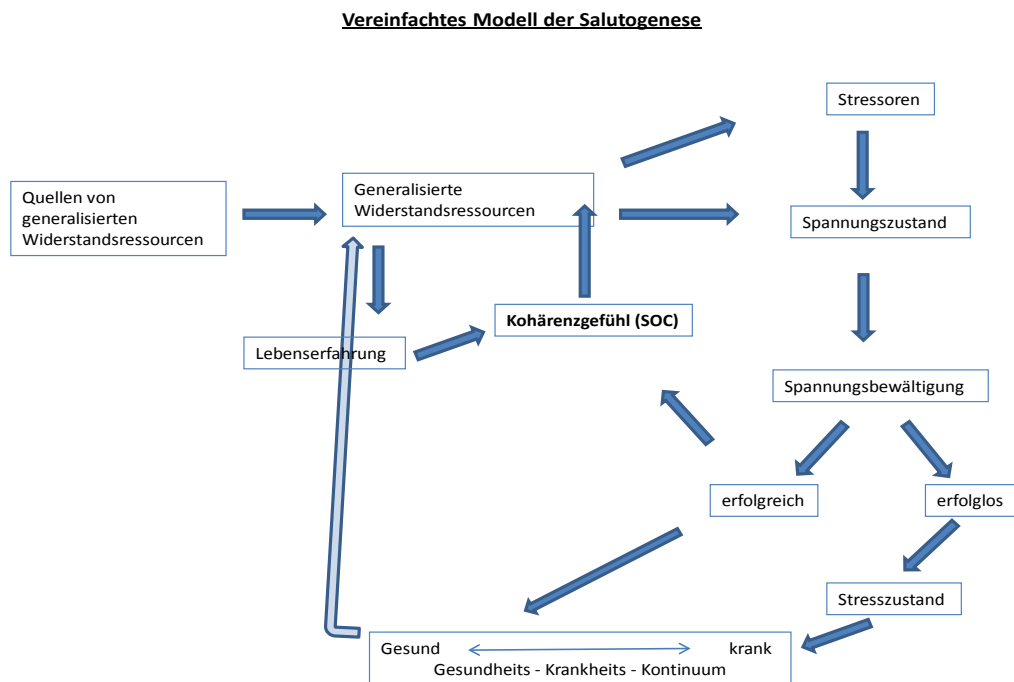 Vereinfachtes Modell der Salutogenese
Stressoren
Quellen von
generalisierten
Widerstandsressourcen
Generalisierte
Widerstandsressourcen
Spannungszustand
Kohärenzgefühl (SOC)
Lebenserfahrung
Spannungsbewältigung
erfolgreich
erfolglos
Stresszustand
Gesund krank
Gesundheits - Krankheits - Kontinuum